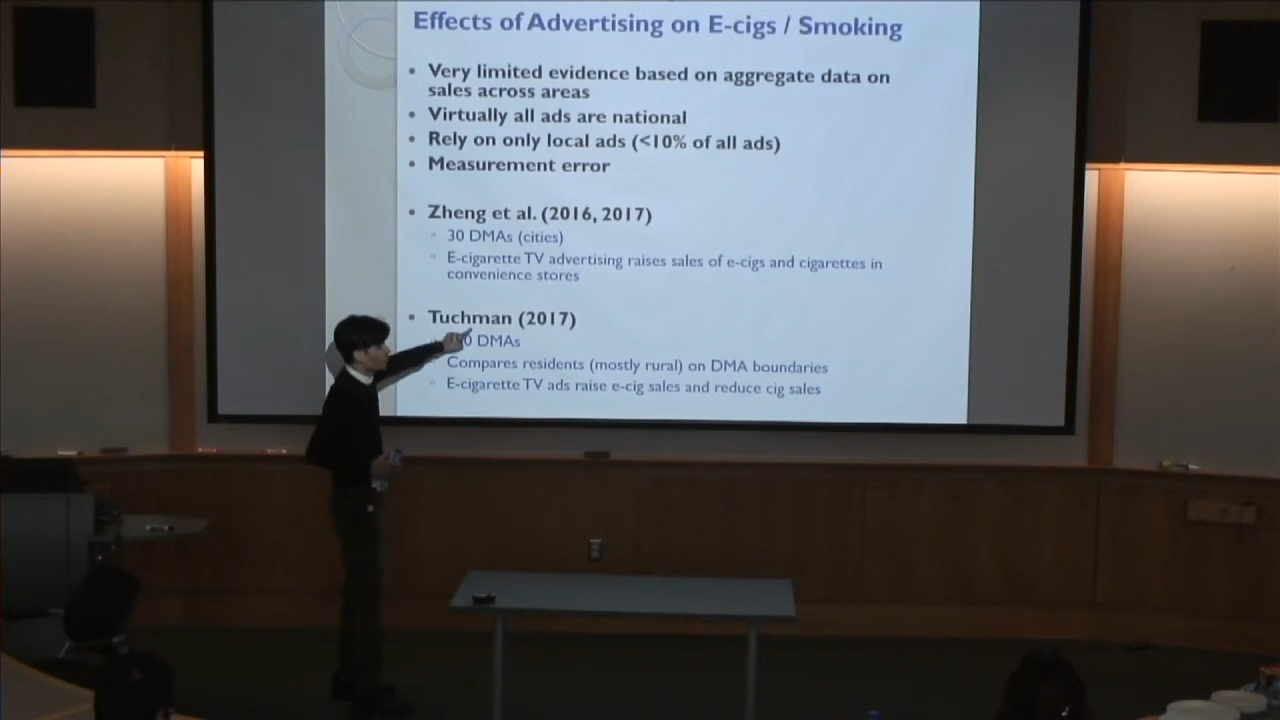 Effects of Advertising on E-cigs / Smoking
• Very limited evidence based on aggregate data on
sales across areas
• Virtually all ads are national
• Rely on only local ads (<10% of all ads)
• Measurement error
• Zheng et al. (2016, 2017)
30 DMAs (cities)
E-cigarette TV advertising raises sales of e-cigs and cigarettes in
convenience stores
• Tuchman (2017)
DMAs
Compares residents (mostly rural) on DMA boundaries
E-cigarette TV ads raise e-cig sales and reduce cig sales